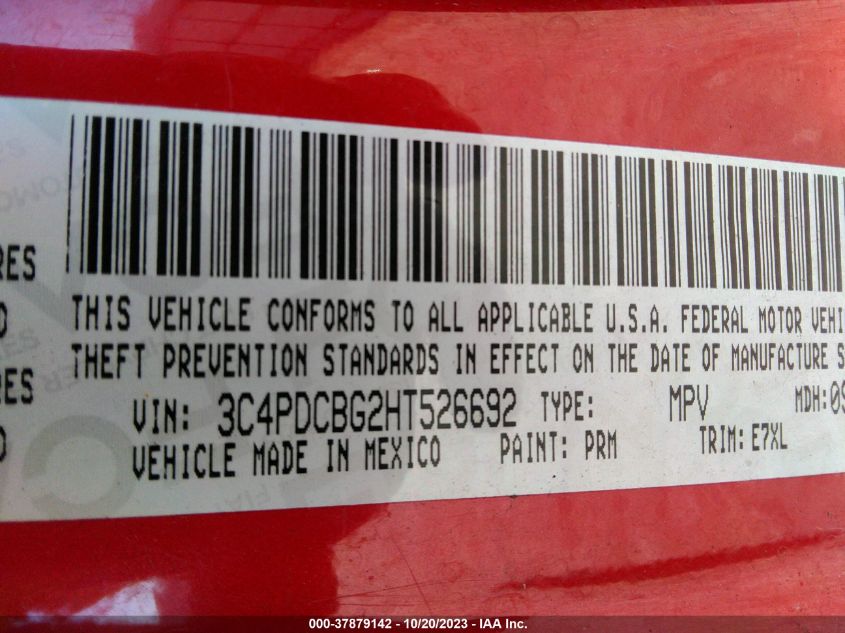 RES
THIS VEHICLE CONFORMS TO ALL APPLICABLE U.S.A. FEDERAL MOTOR VEHI
THEFT PREVENTION STANDARDS IN EFFECT ON THE DATE OF MANUFACTURE S
RES
VIN: 3C4PDCBG2HT526692 TYPE: MPV MDH:09
VEHICLE MADE IN MEXICO PAINT: PRM TRIM: E7XL
000-37879142 - 10/20/2023 - IAA Inc.